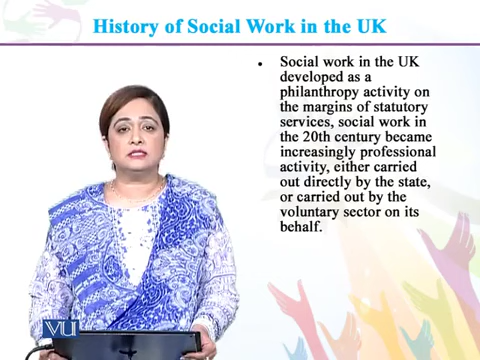 History of Social Work in the UK
• Social work in the UK
developed as a
philanthropy activity on
the margins of statutory
services, social work in
the 20th century became
increasingly professional
activity, either carried
out directly by the state,
or carried out by the
voluntary sector on its
behalf.
VU